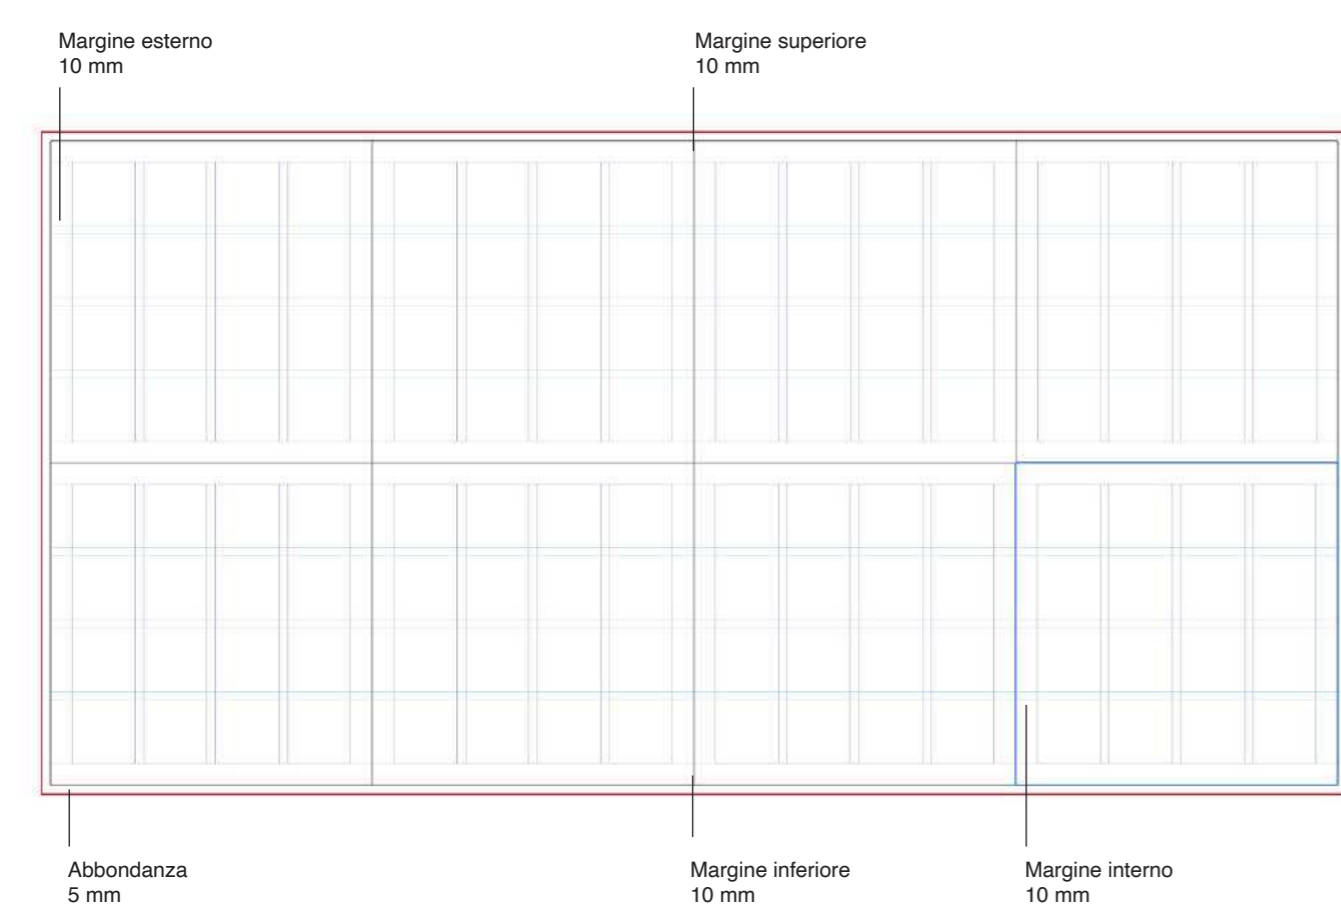 Margine esterno
10 mm
Margine superiore
10 mm
Abbondanza
5 mm
Margine inferiore
10 mm
Margine interno
10 mm